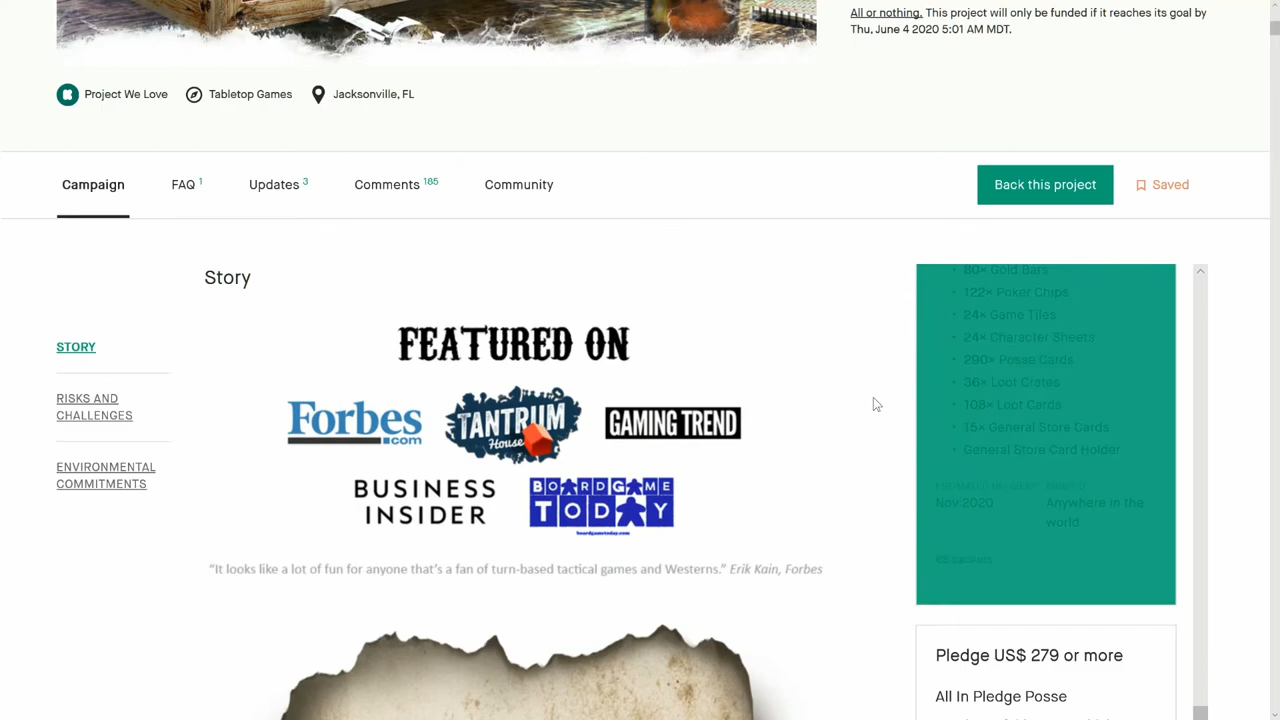 All or nothing. This project will only be funded if it reaches its goal by
Thu, June 4 2020 5:01 AM MDT.
Project We Love
Tabletop Games
Jacksonville, FL
Campaign
FAQ 1
Updates 3
Comments 185
Community
Back this project
Saved
Story
STORY
RISKS AND
CHALLENGES
ENVIRONMENTAL
COMMITMENTS
FEATURED ON
Forbes
.com
TANTRUM
House
GAMING TREND
BUSINESS
INSIDER
BOARDGAME
TODAY
boardgametoday.com
"It looks like a lot of fun for anyone that's a fan of turn-based tactical games and Westerns." Erik Kain, Forbes
• 80× Gold Bars
• 122× Poker Chips
• 24× Game Tiles
• 24× Character Sheets
• 290× Posse Cards
• 36× Loot Crates
• 108× Loot Cards
• 15× General Store Cards
• General Store Card Holder
Nov 2020
Anywhere in the
world
Pledge US$ 279 or more
All In Pledge Posse